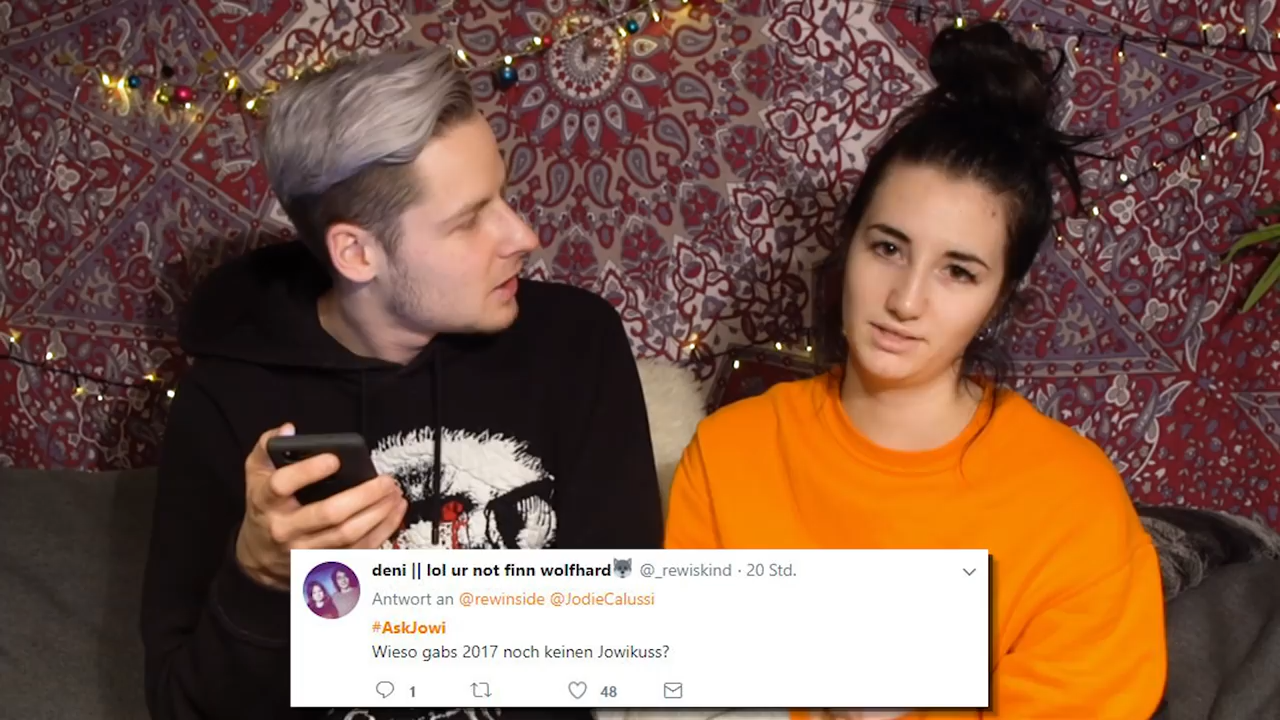 deni || lol ur not finn wolfhard🐺 @_rewiskind · 20 Std.
Antwort an @rewinside @JodieCalussi
#AskJowi
Wieso gabs 2017 noch keinen Jowikuss?
1 48